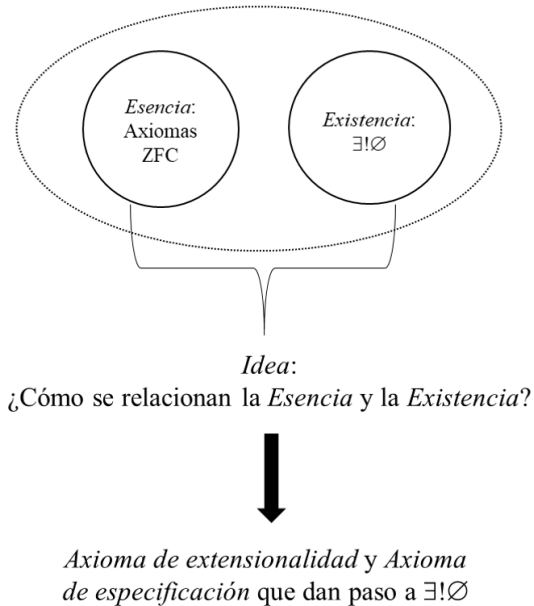 Esencia:
Axiomas
ZFC
Existencia:
∃!∅
Idea:
¿Cómo se relacionan la Esencia y la Existencia?
Axioma de extensionalidad y Axioma
de especificación que dan paso a ∃!∅